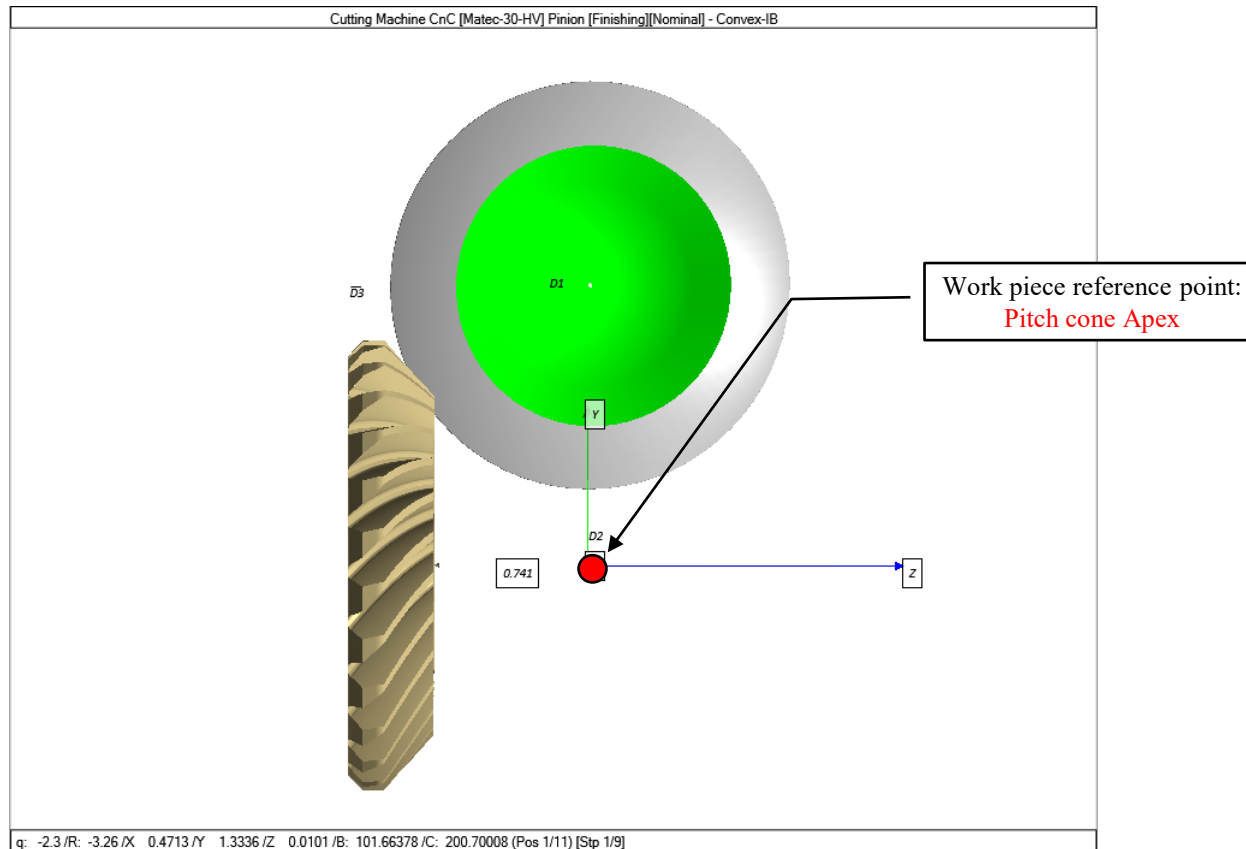 Cutting Machine CnC [Matec-30-HV] Pinion [Finishing][Nominal] - Convex-IB
D1
D3
Work piece reference point:
Pitch cone Apex
Y
D2
0.741
Z
q: -2.3 /R: -3.26 /X 0.4713 /Y 1.3336 /Z 0.0101 /B: 101.66378 /C: 200.70008 (Pos 1/11) [Stp 1/9]